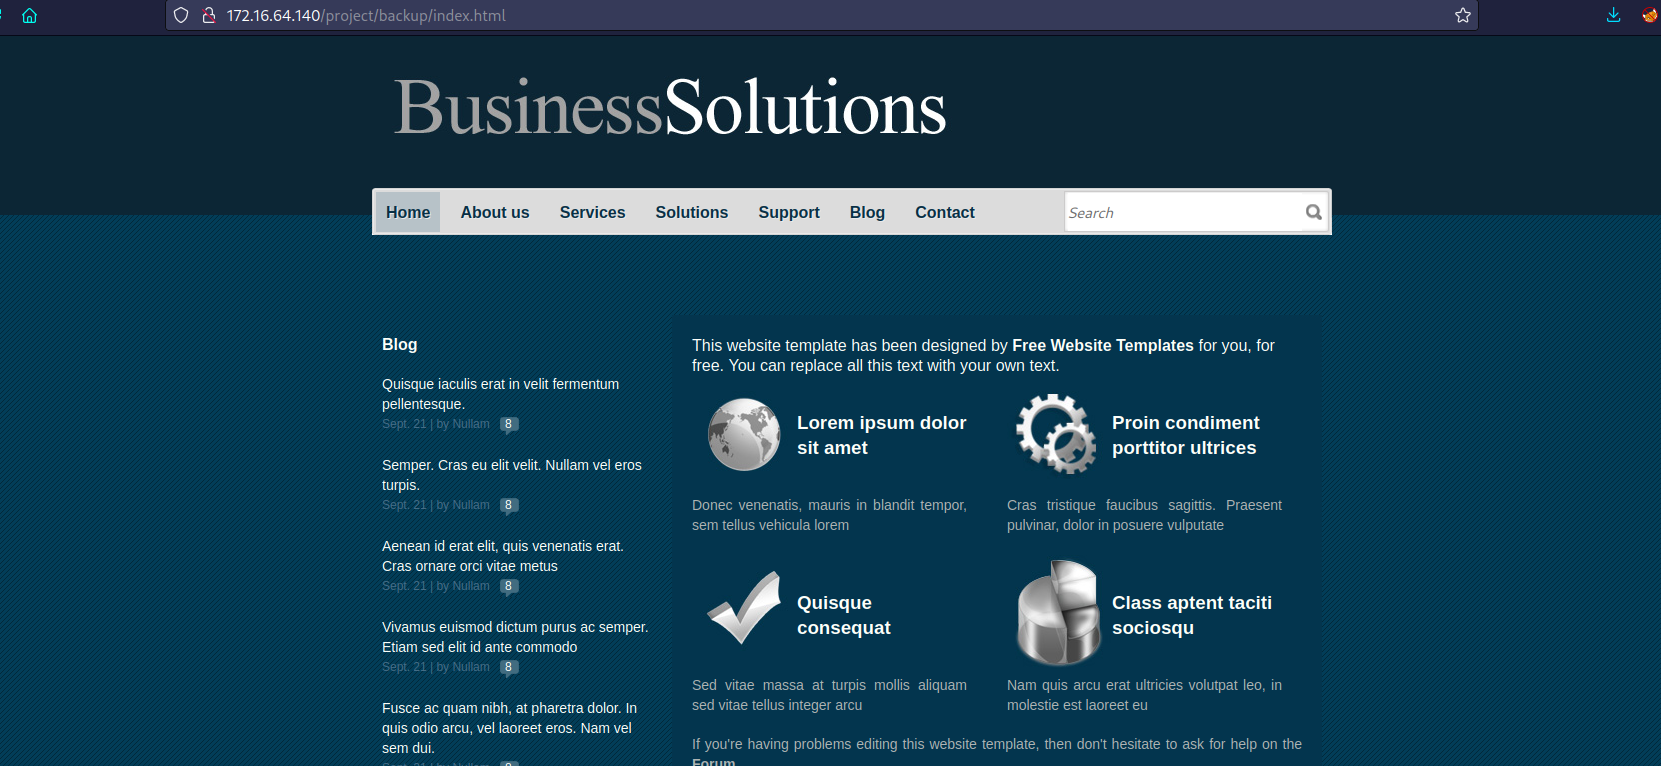 172.16.64.140/project/backup/index.html
BusinessSolutions
Home About us Services Solutions Support Blog Contact Search
Blog
Quisque iaculis erat in velit fermentum
pellentesque.
Sept. 21 | by Nullam 8
Semper. Cras eu elit velit. Nullam vel eros
turpis.
Sept. 21 | by Nullam 8
Aenean id erat elit, quis venenatis erat.
Cras ornare orci vitae metus
Sept. 21 | by Nullam 8
Vivamus euismod dictum purus ac semper.
Etiam sed elit id ante commodo
Sept. 21 | by Nullam 8
Fusce ac quam nibh, at pharetra dolor. In
quis odio arcu, vel laoreet eros. Nam vel
sem dui.
Sept. 21 | by Nullam 8
This website template has been designed by Free Website Templates for you, for
free. You can replace all this text with your own text.
Lorem ipsum dolor
sit amet
Donec venenatis, mauris in blandit tempor,
sem tellus vehicula lorem
Proin condiment
porttitor ultrices
Cras tristique faucibus sagittis. Praesent
pulvinar, dolor in posuere vulputate
Quisque
consequat
Sed vitae massa at turpis mollis aliquam
sed vitae tellus integer arcu
Class aptent taciti
sociosqu
Nam quis arcu erat ultricies volutpat leo, in
molestie est laoreet eu
If you're having problems editing this website template, then don't hesitate to ask for help on the
Forum